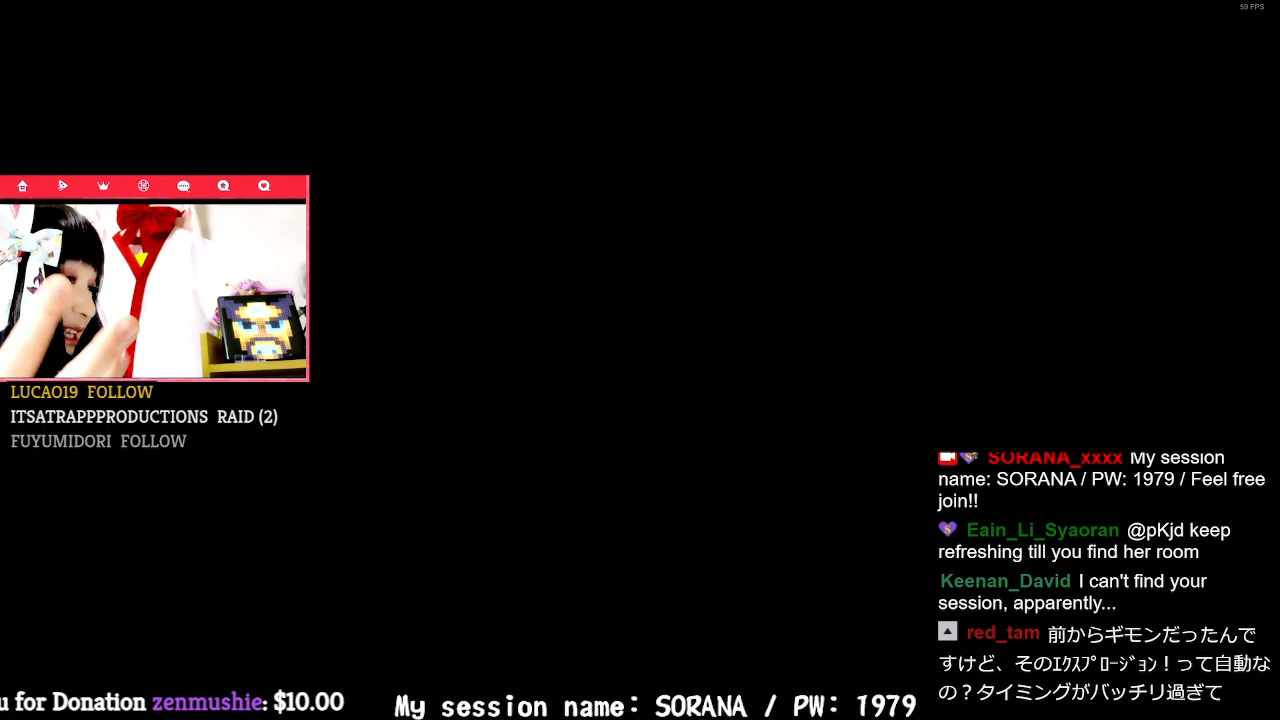 59 FPS
LUCAO19 FOLLOW
ITSATRAPPPRODUCTIONS RAID (2)
FUYUMIDORI FOLLOW
SORANA_xxxx My session
name: SORANA / PW: 1979 / Feel free
join!!
Eain_Li_Syaoran @pKjd keep
refreshing till you find her room
Keenan_David I can't find your
session, apparently...
red_tam 前からギモンだったんで
すけど、そのｴｸｽﾌﾟﾛｰｼﾞｮﾝ！って自動な
の？タイミングがバッチリ過ぎて
u for Donation zenmushie: $10.00
My session name: SORANA / PW: 1979